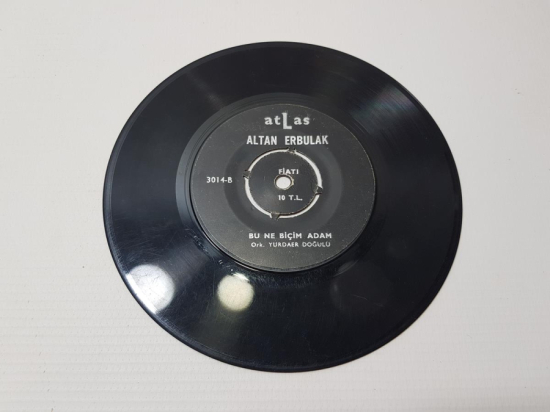 atLas
ALTAN ERBULAK
FİATI
3014-B
10 T.L.
BU NE BİÇİM ADAM
Ork. YURDAER DOĞULU